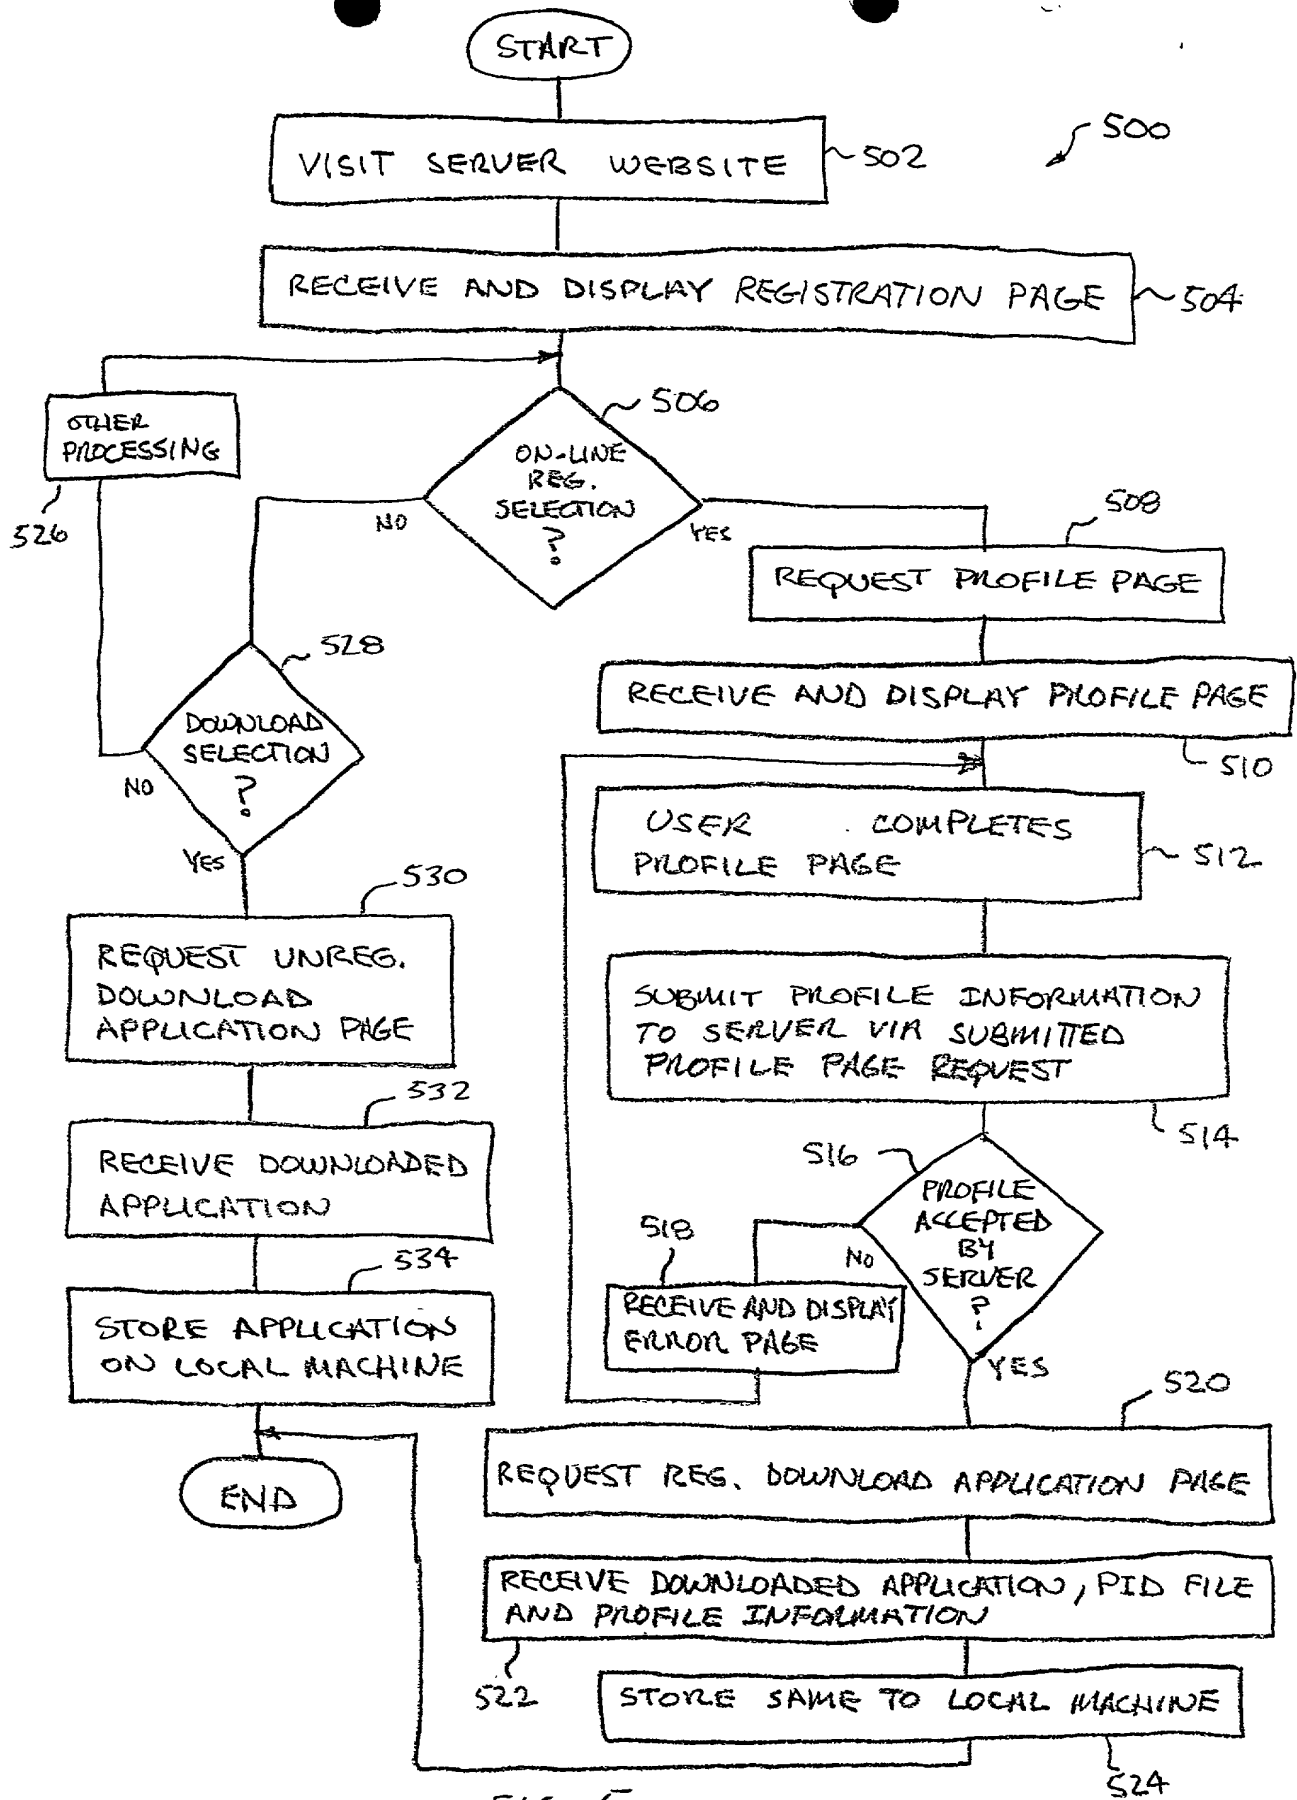 START
500
VISIT SERVER WEBSITE
502
RECEIVE AND DISPLAY REGISTRATION PAGE
504
506
ON-LINE
REG.
SELECTION
?
NO
YES
OTHER
PROCESSING
526
508
REQUEST PROFILE PAGE
RECEIVE AND DISPLAY PROFILE PAGE
510
528
DOWNLOAD
SELECTION
?
NO
YES
USER COMPLETES
PROFILE PAGE
512
530
REQUEST UNREG.
DOWNLOAD
APPLICATION PAGE
SUBMIT PROFILE INFORMATION
TO SERVER VIA SUBMITTED
PROFILE PAGE REQUEST
514
532
RECEIVE DOWNLOADED
APPLICATION
516
PROFILE
ACCEPTED
BY
SERVER
?
NO
YES
518
RECEIVE AND DISPLAY
ERROR PAGE
534
STORE APPLICATION
ON LOCAL MACHINE
END
520
REQUEST REG. DOWNLOAD APPLICATION PAGE
RECEIVE DOWNLOADED APPLICATION, PID FILE
AND PROFILE INFORMATION
522
STORE SAME TO LOCAL MACHINE
524